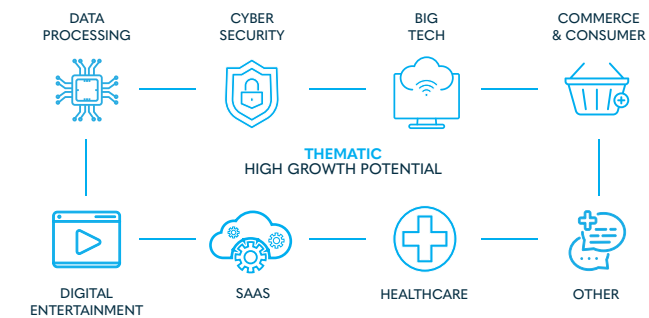 DATA
PROCESSING
CYBER
SECURITY
BIG
TECH
COMMERCE
& CONSUMER
THEMATIC
HIGH GROWTH POTENTIAL
DIGITAL
ENTERTAINMENT
SAAS
HEALTHCARE
OTHER